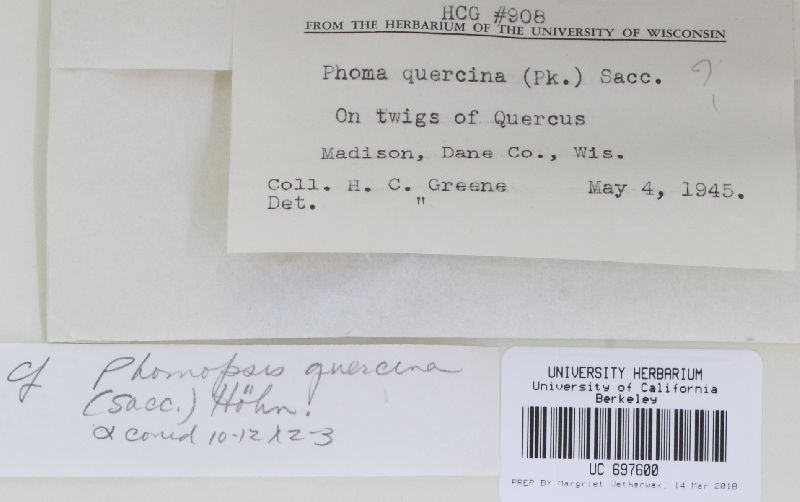 HCG #908
FROM THE HERBARIUM OF THE UNIVERSITY OF WISCONSIN
Phoma quercina (Pk.) Sacc. ?
On twigs of Quercus
Madison, Dane Co., Wis.
Coll. H. C. Greene May 4, 1945.
Det. "
cf Phomopsis quercina
(Sacc.) Höhn!
α conid 10-12 x 2-3
UNIVERSITY HERBARIUM
University of California
Berkeley
UC 697600
PREP BY Margriet Wetherwax, 14 Mar 2018